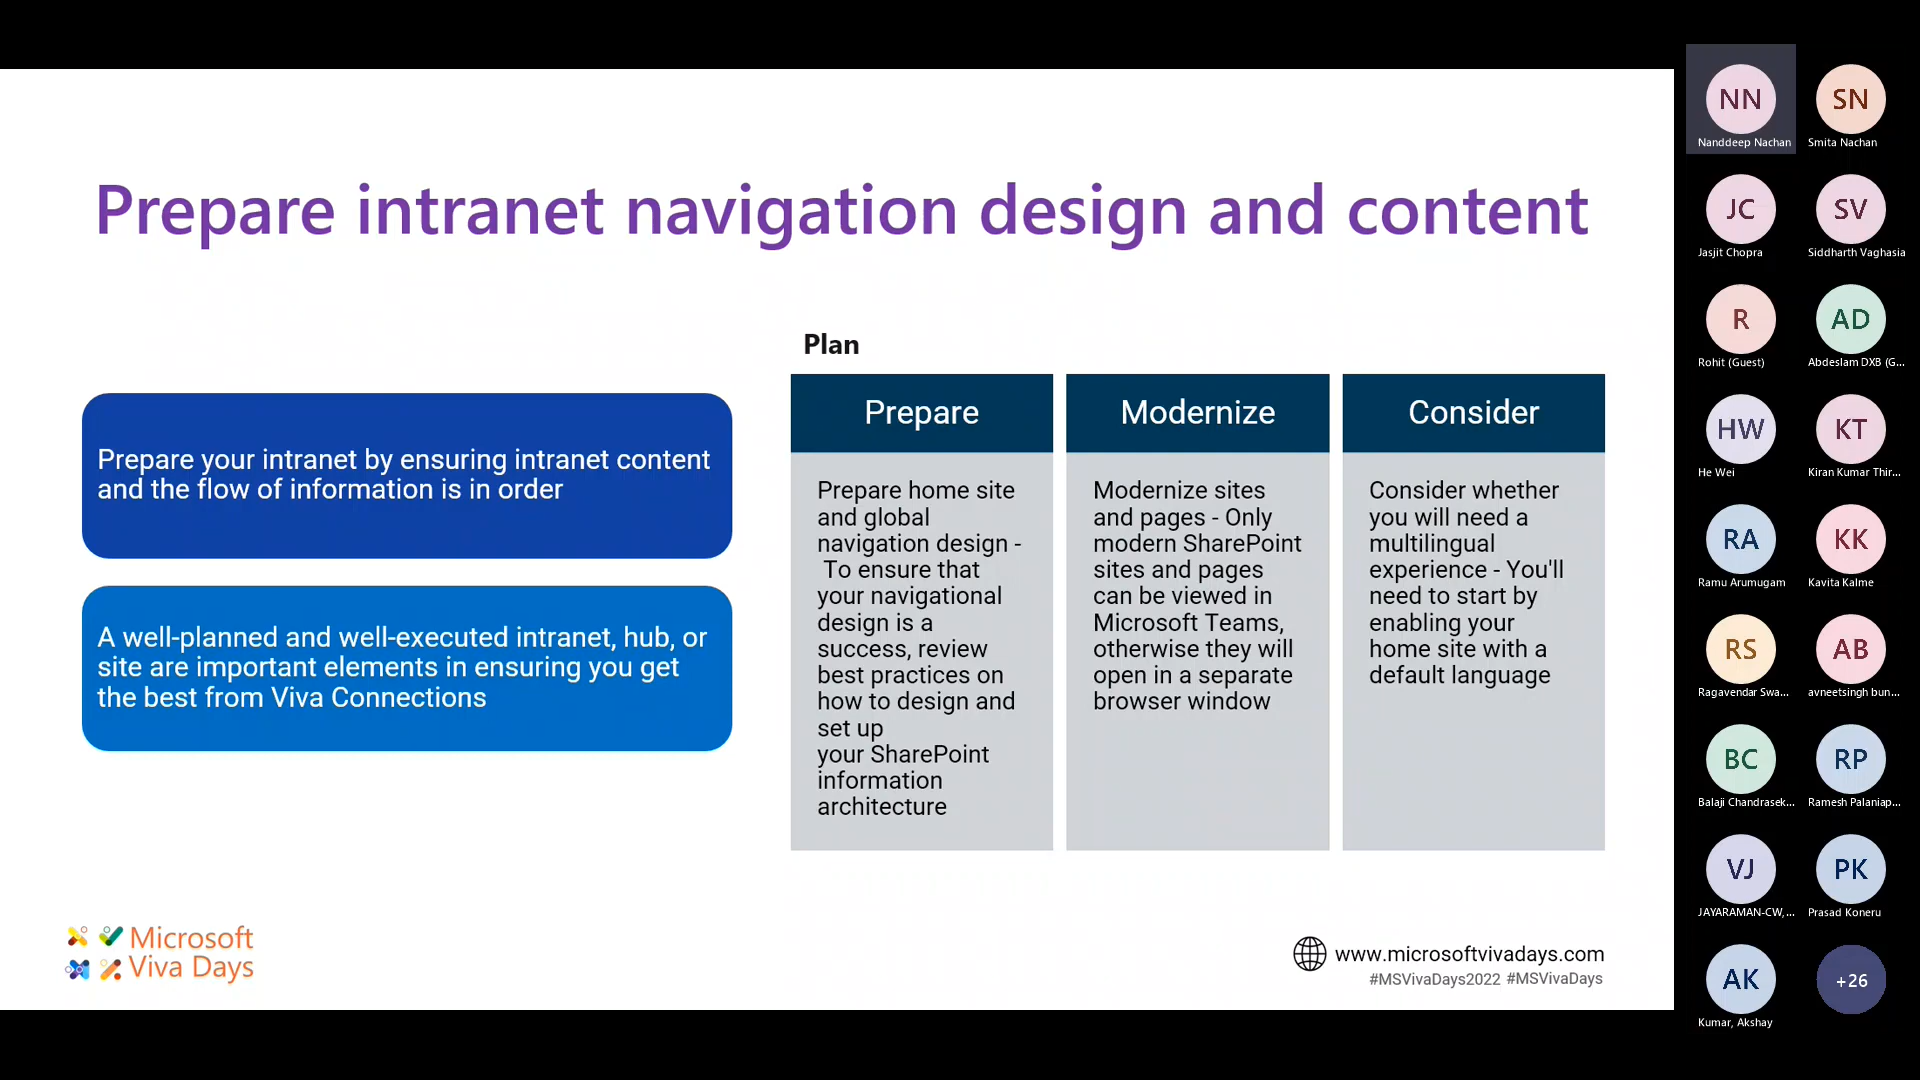 Prepare intranet navigation design and content
Prepare your intranet by ensuring intranet content
and the flow of information is in order
A well-planned and well-executed intranet, hub, or
site are important elements in ensuring you get
the best from Viva Connections
Plan
Prepare
Prepare home site
and global
navigation design -
To ensure that
your navigational
design is a
success, review
best practices on
how to design and
set up
your SharePoint
information
architecture
Modernize
Modernize sites
and pages - Only
modern SharePoint
sites and pages
can be viewed in
Microsoft Teams,
otherwise they will
open in a separate
browser window
Consider
Consider whether
you will need a
multilingual
experience - You'll
need to start by
enabling your
home site with a
default language
Microsoft
Viva Days
www.microsoftvivadays.com
#MSVivaDays2022 #MSVivaDays
NN
Nanddeep Nachan
SN
Smita Nachan
JC
Jasjit Chopra
SV
Siddharth Vaghasia
R
Rohit (Guest)
AD
Abdeslam DXB (G...
HW
He Wei
KT
Kiran Kumar Thir...
RA
Ramu Arumugam
KK
Kavita Kalme
RS
Ragavendar Swa...
AB
avneetsingh bun...
BC
Balaji Chandrasek...
RP
Ramesh Palaniap...
VJ
JAYARAMAN-CW,...
PK
Prasad Koneru
AK
Kumar, Akshay
+26